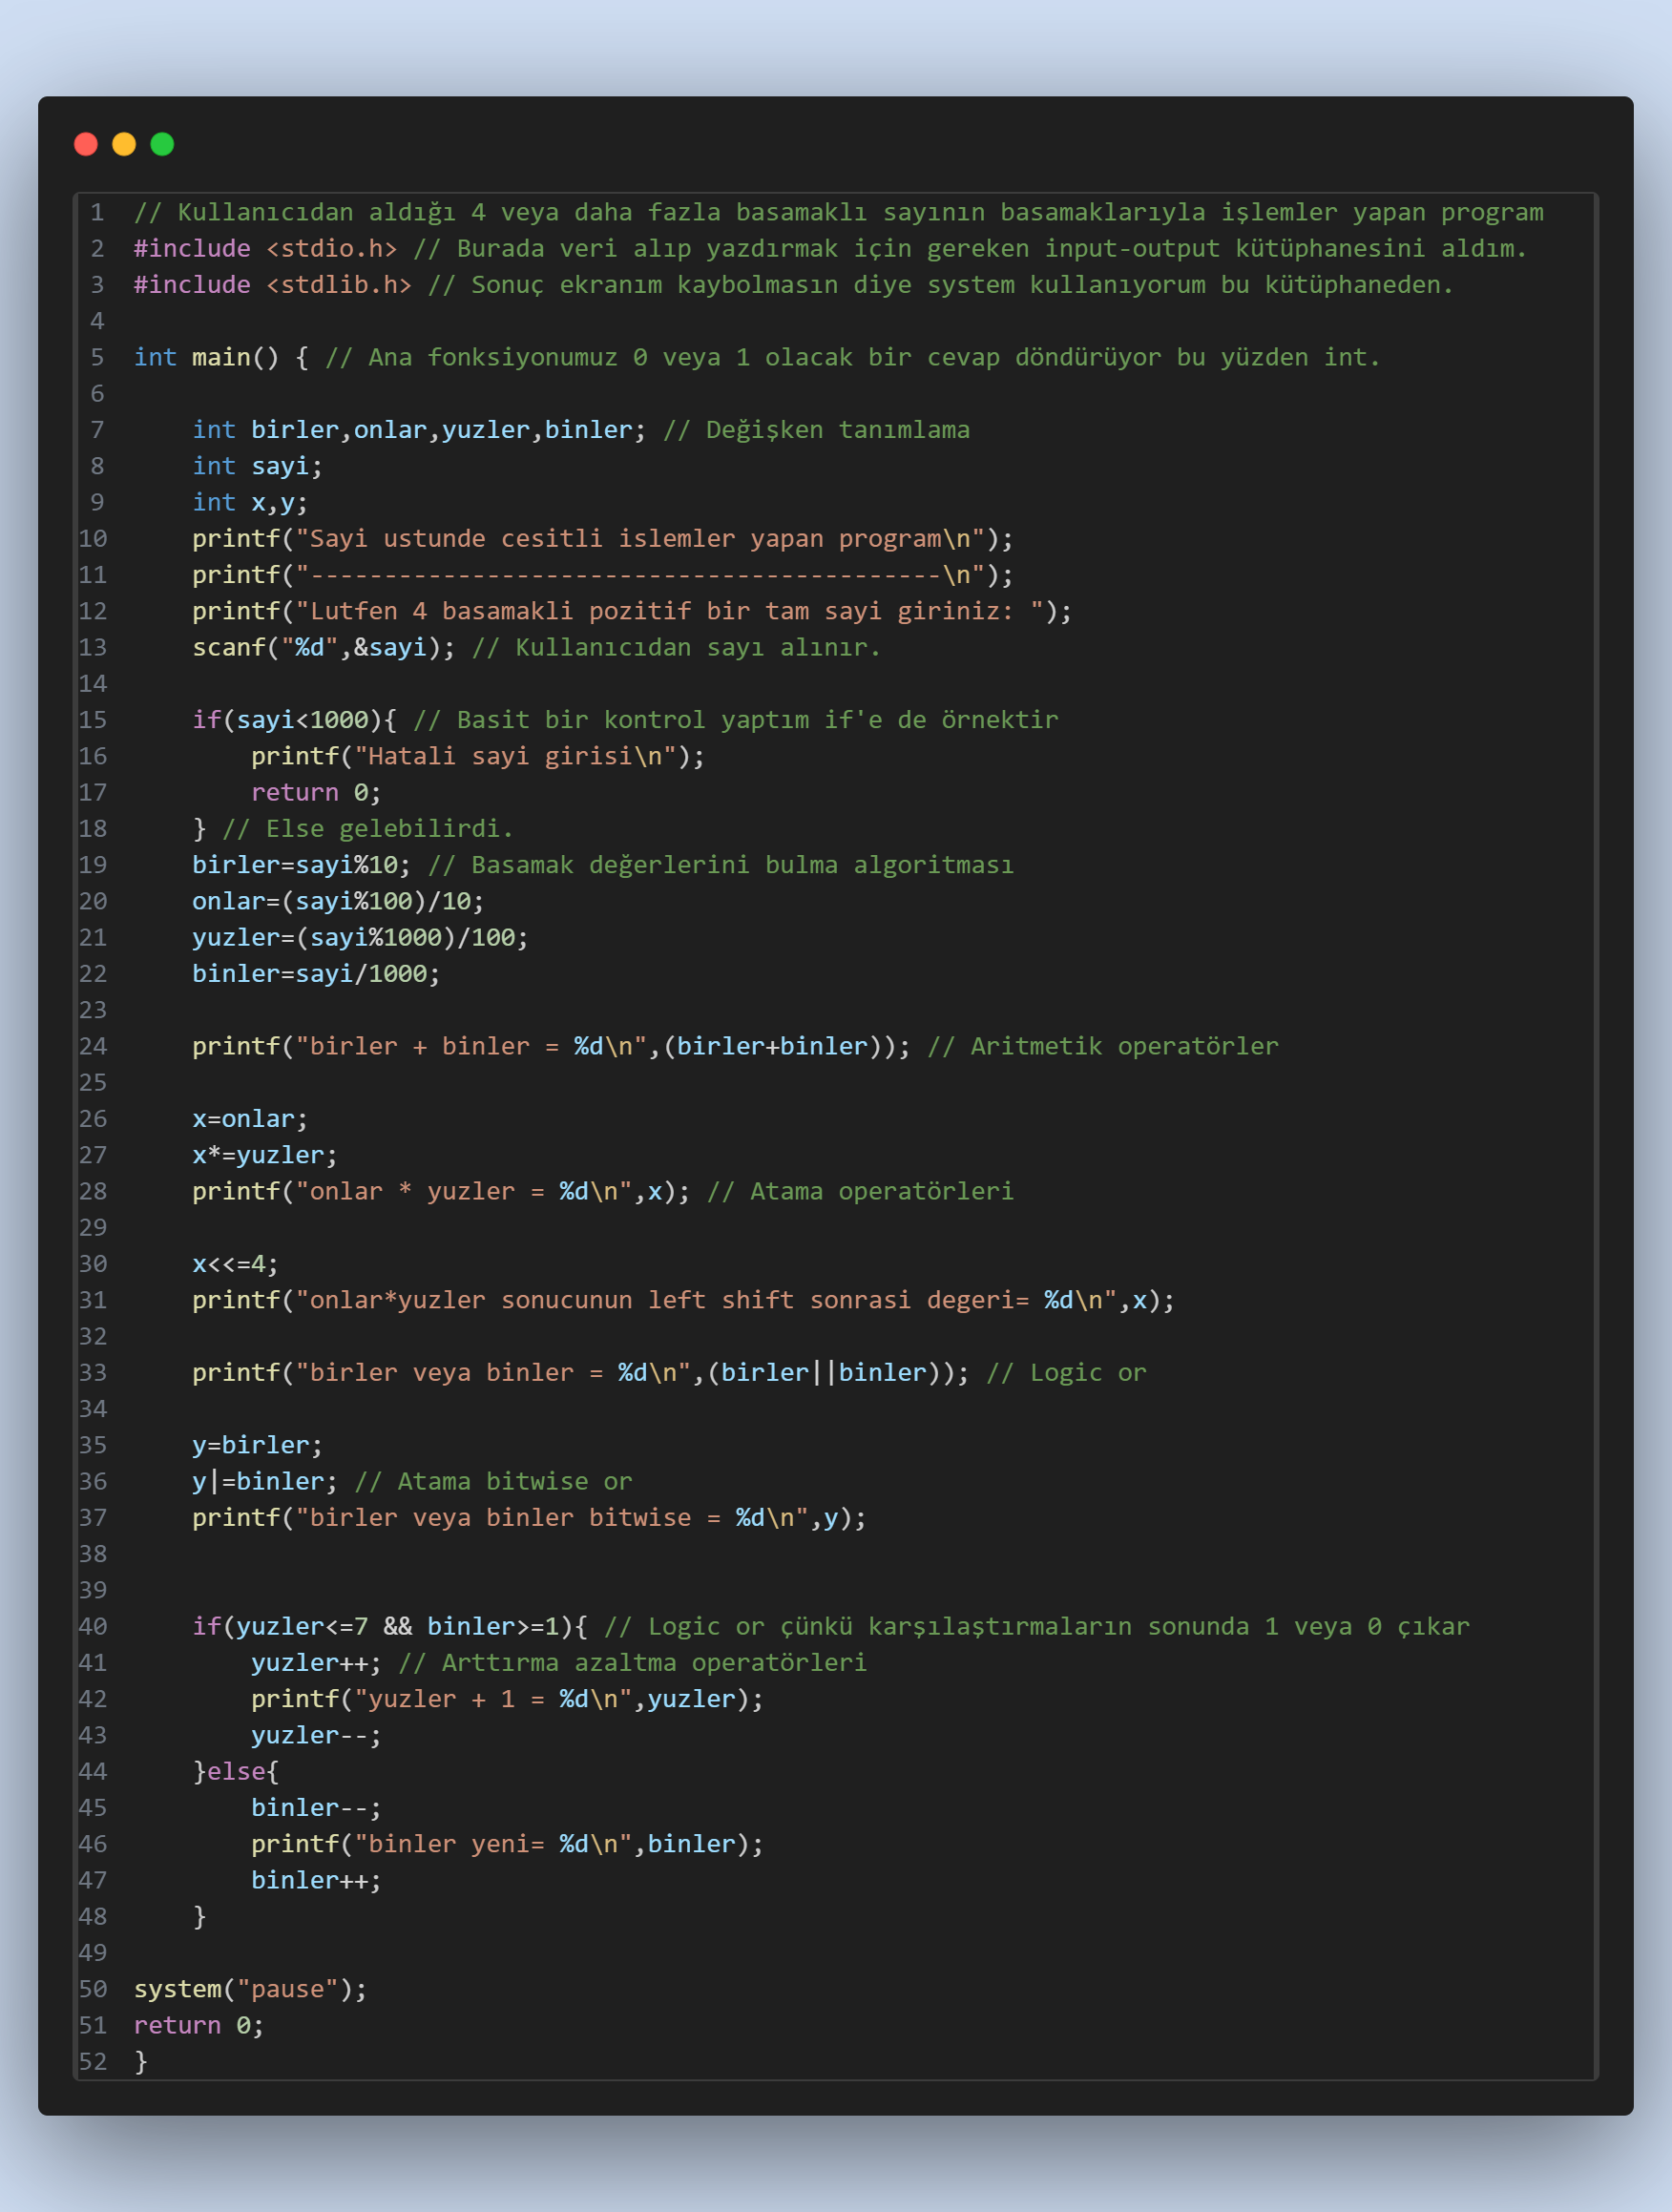 1 // Kullanıcıdan aldığı 4 veya daha fazla basamaklı sayının basamaklarıyla işlemler yapan program
2 #include <stdio.h> // Burada veri alıp yazdırmak için gereken input-output kütüphanesini aldım.
3 #include <stdlib.h> // Sonuç ekranım kaybolmasın diye system kullanıyorum bu kütüphaneden.
4
5 int main() { // Ana fonksiyonumuz 0 veya 1 olacak bir cevap döndürüyor bu yüzden int.
6
7     int birler,onlar,yuzler,binler; // Değişken tanımlama
8     int sayi;
9     int x,y;
10     printf("Sayi ustunde cesitli islemler yapan program\n");
11     printf("-------------------------------------------\n");
12     printf("Lutfen 4 basamakli pozitif bir tam sayi giriniz: ");
13     scanf("%d",&sayi); // Kullanıcıdan sayı alınır.
14
15     if(sayi<1000){ // Basit bir kontrol yaptım if'e de örnektir
16         printf("Hatali sayi girisi\n");
17         return 0;
18     } // Else gelebilirdi.
19     birler=sayi%10; // Basamak değerlerini bulma algoritması
20     onlar=(sayi%100)/10;
21     yuzler=(sayi%1000)/100;
22     binler=sayi/1000;
23
24     printf("birler + binler = %d\n",(birler+binler)); // Aritmetik operatörler
25
26     x=onlar;
27     x*=yuzler;
28     printf("onlar * yuzler = %d\n",x); // Atama operatörleri
29
30     x<<=4;
31     printf("onlar*yuzler sonucunun left shift sonrasi degeri= %d\n",x);
32
33     printf("birler veya binler = %d\n",(birler||binler)); // Logic or
34
35     y=birler;
36     y|=binler; // Atama bitwise or
37     printf("birler veya binler bitwise = %d\n",y);
38
39
40     if(yuzler<=7 && binler>=1){ // Logic or çünkü karşılaştırmaların sonunda 1 veya 0 çıkar
41         yuzler++; // Arttırma azaltma operatörleri
42         printf("yuzler + 1 = %d\n",yuzler);
43         yuzler--;
44     }else{
45         binler--;
46         printf("binler yeni= %d\n",binler);
47         binler++;
48     }
49
50 system("pause");
51 return 0;
52 }